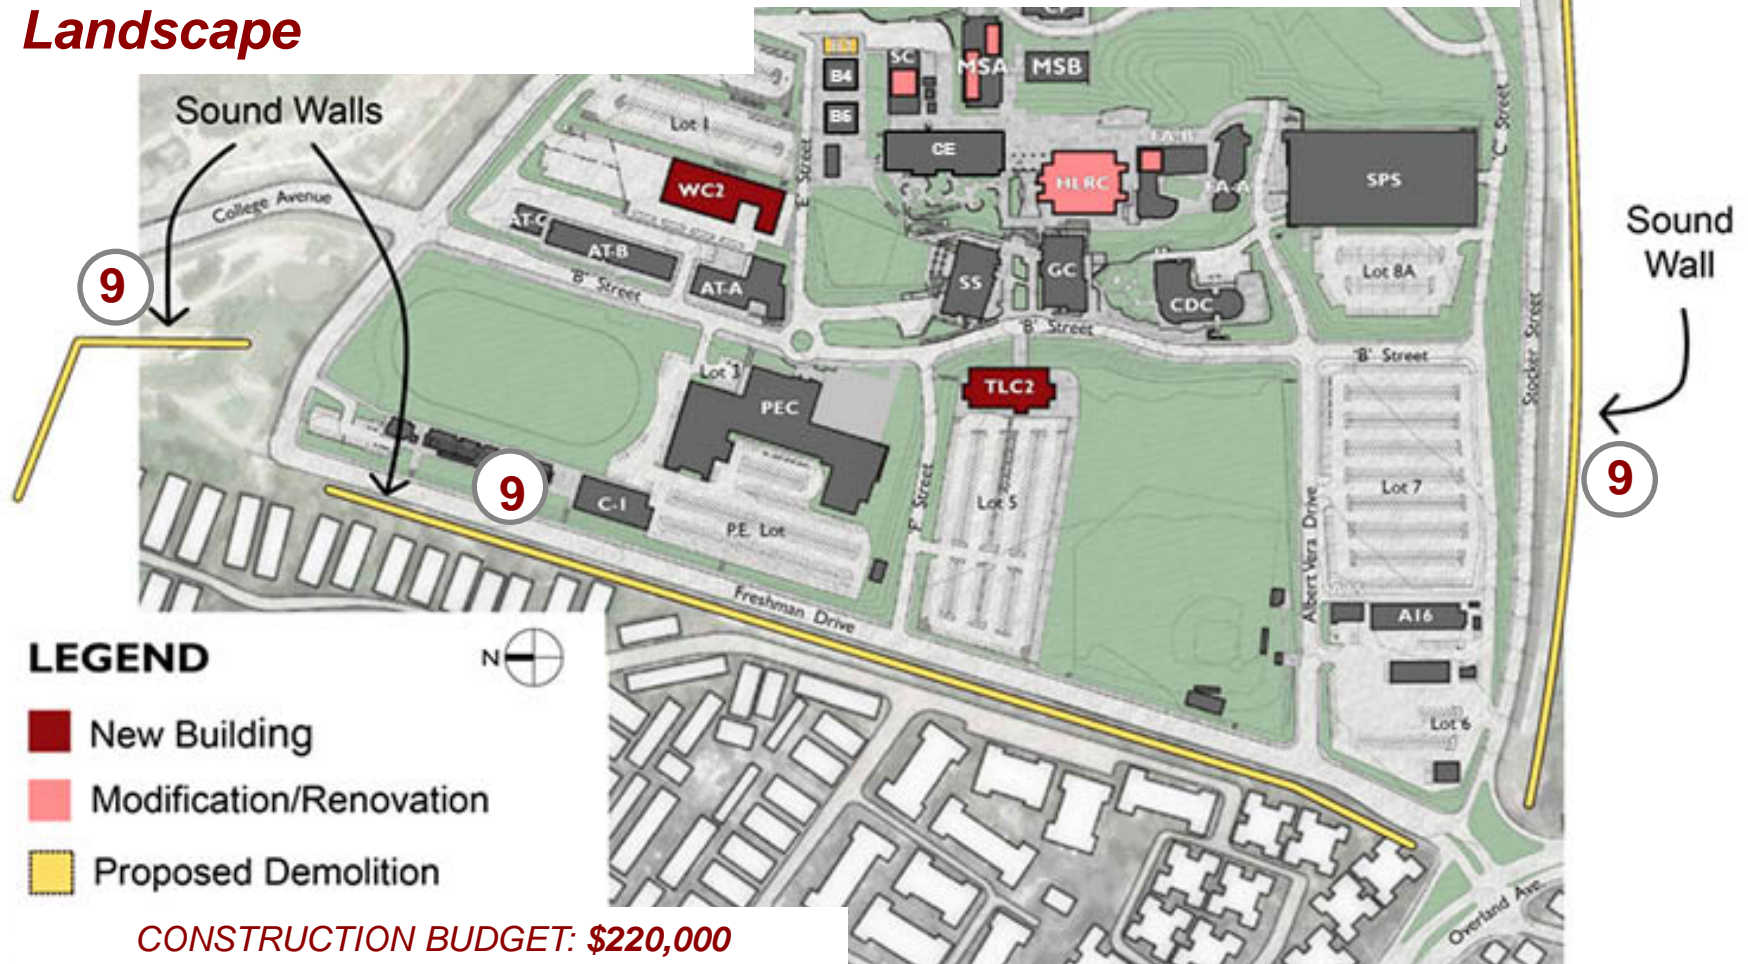 Landscape
Sound Walls
College Avenue
9
B4
B6
SC
MSA
MSB
Lot 1
CE
WC2
'E' Street
HLRC
FA-B
FA-A
SPS
'C' Street
AT-C
AT-B
AT-A
'B' Street
SS
GC
CDC
Lot 8A
Sound
Wall
'B' Street
'B' Street
Stocker Street
Lot 3
PEC
TLC2
9
C-1
P.E. Lot
'F' Street
Lot 5
Albert Vera Drive
Lot 7
9
Freshman Drive
A16
Lot 6
Overland Ave.
LEGEND
N
New Building
Modification/Renovation
Proposed Demolition
CONSTRUCTION BUDGET: $220,000